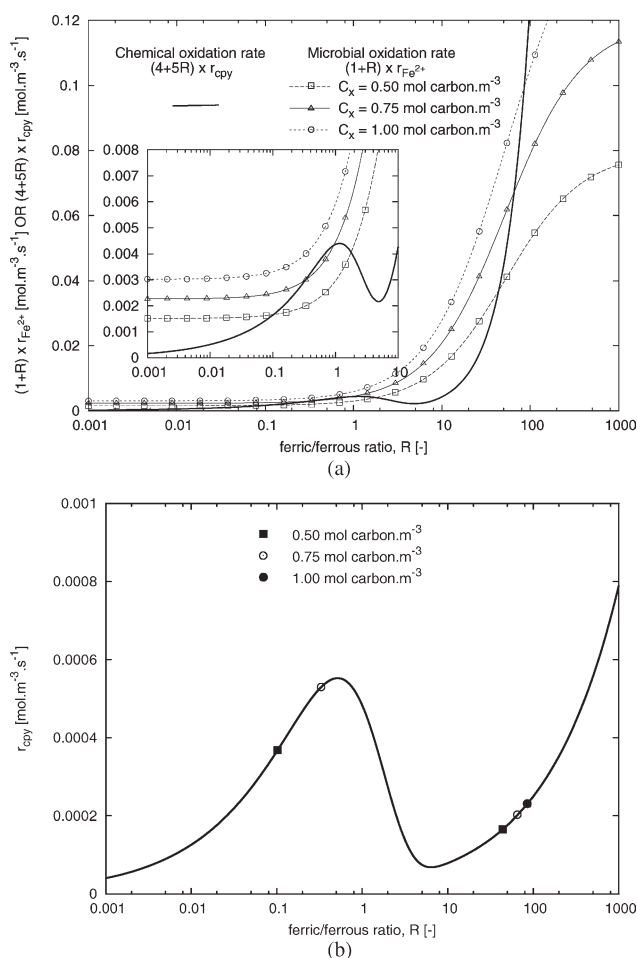 (1+R) x r_Fe2+ [mol.m-3.s-1] OR (4+5R) x r_cpy [mol.m-3.s-1]
0.12
0.1
0.08
0.06
0.04
0.02
0
Chemical oxidation rate
(4+5R) x r_cpy
Microbial oxidation rate
(1+R) x r_Fe2+
C_x = 0.50 mol carbon.m-3
C_x = 0.75 mol carbon.m-3
C_x = 1.00 mol carbon.m-3
0.008
0.007
0.006
0.005
0.004
0.003
0.002
0.001
0
0.001 0.01 0.1 1 10
0.001 0.01 0.1 1 10 100 1000
ferric/ferrous ratio, R [-]
(a)
r_cpy [mol.m-3.s-1]
0.001
0.0008
0.0006
0.0004
0.0002
0
0.50 mol carbon.m-3
0.75 mol carbon.m-3
1.00 mol carbon.m-3
0.001 0.01 0.1 1 10 100 1000
ferric/ferrous ratio, R [-]
(b)